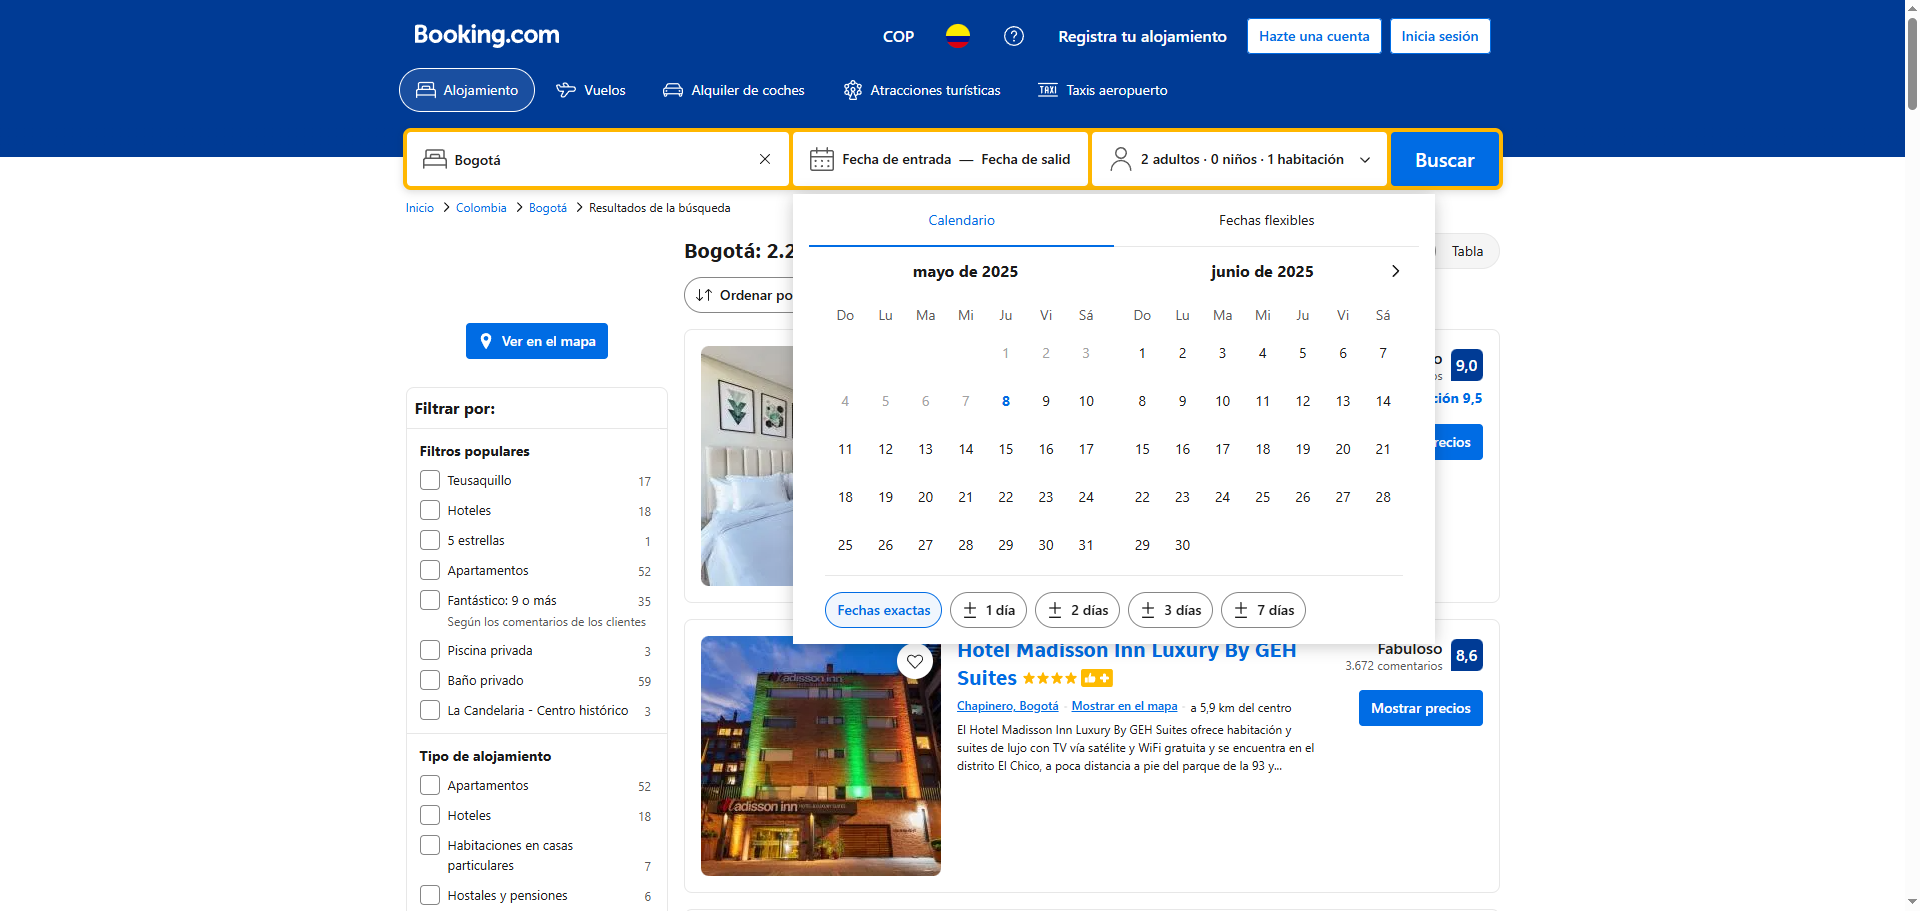 Booking.com
COP
Registra tu alojamiento
Hazte una cuenta
Inicia sesión
Alojamiento
Vuelos
Alquiler de coches
Atracciones turísticas
TAXI
Taxis aeropuerto
Bogotá
Fecha de entrada — Fecha de salid
2 adultos · 0 niños · 1 habitación
Buscar
Inicio
Colombia
Bogotá
Resultados de la búsqueda
Calendario
Fechas flexibles
Bogotá: 2.2
Tabla
Ordenar po
mayo de 2025
Do Lu Ma Mi Ju Vi Sá
1 2 3
4 5 6 7 8 9 10
11 12 13 14 15 16 17
18 19 20 21 22 23 24
25 26 27 28 29 30 31
junio de 2025
Do Lu Ma Mi Ju Vi Sá
1 2 3 4 5 6 7
8 9 10 11 12 13 14
15 16 17 18 19 20 21
22 23 24 25 26 27 28
29 30
Fechas exactas
± 1 día
± 2 días
± 3 días
± 7 días
o
os
9,0
ción 9,5
recios
Ver en el mapa
Filtrar por:
Filtros populares
Teusaquillo 17
Hoteles 18
5 estrellas 1
Apartamentos 52
Fantástico: 9 o más 35
Según los comentarios de los clientes
Piscina privada 3
Baño privado 59
La Candelaria - Centro histórico 3
Tipo de alojamiento
Apartamentos 52
Hoteles 18
Habitaciones en casas
particulares 7
Hostales y pensiones 6
madisson inn
Madisson inn
Hotel Madisson Inn Luxury By GEH
Suites
Chapinero, Bogotá
Mostrar en el mapa
a 5,9 km del centro
El Hotel Madisson Inn Luxury By GEH Suites ofrece habitación y
suites de lujo con TV vía satélite y WiFi gratuita y se encuentra en el
distrito El Chico, a poca distancia a pie del parque de la 93 y...
Fabuloso
3.672 comentarios
8,6
Mostrar precios